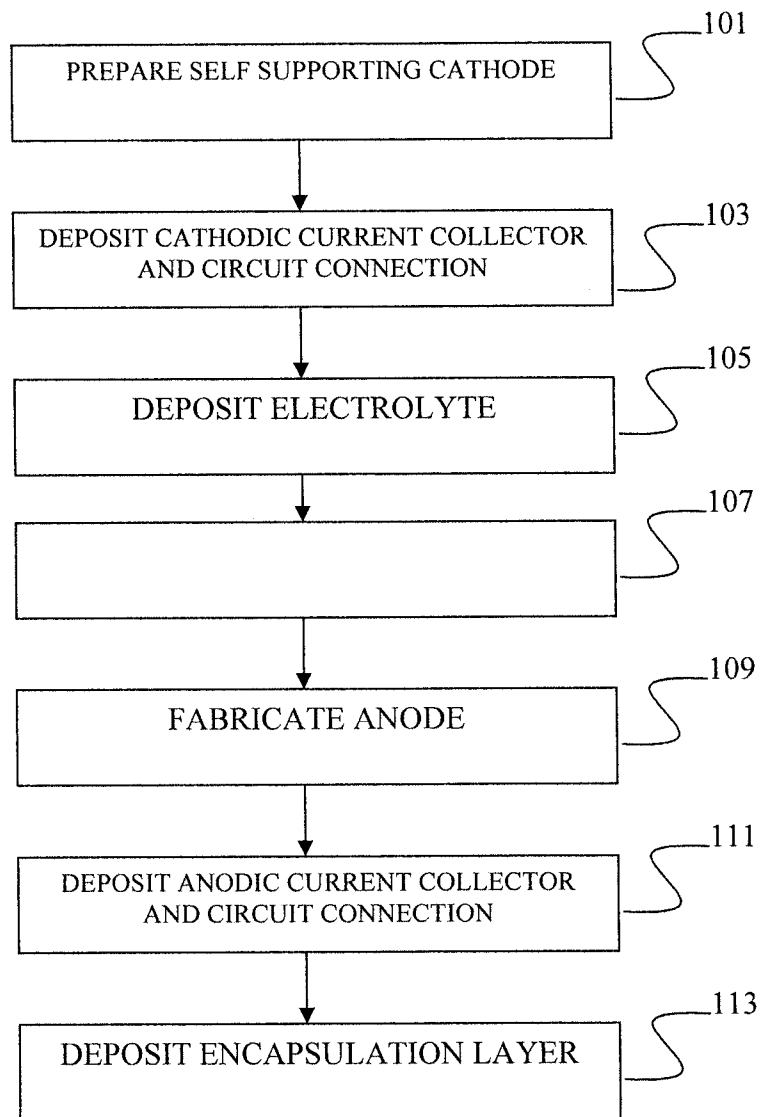 101
PREPARE SELF SUPPORTING CATHODE
103
DEPOSIT CATHODIC CURRENT COLLECTOR
AND CIRCUIT CONNECTION
105
DEPOSIT ELECTROLYTE
107
109
FABRICATE ANODE
111
DEPOSIT ANODIC CURRENT COLLECTOR
AND CIRCUIT CONNECTION
113
DEPOSIT ENCAPSULATION LAYER